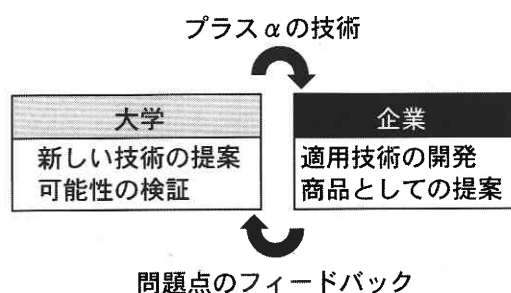 プラスαの技術
大学
新しい技術の提案
可能性の検証
企業
適用技術の開発
商品としての提案
問題点のフィードバック